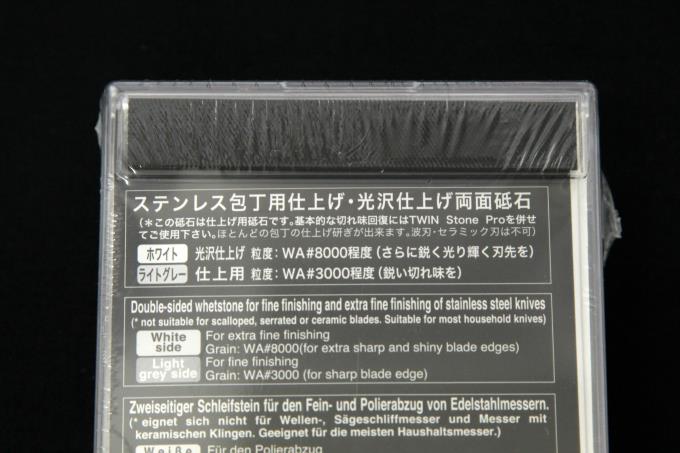 ステンレス包丁用仕上げ・光沢仕上げ両面砥石
(＊この砥石は仕上げ用砥石です。基本的な切れ味回復にはTWIN Stone Proを併せ
てご使用下さい。ほとんどの包丁の仕上げ研ぎが出来ます。波刃・セラミック刃は不可)
ホワイト 光沢仕上げ 粒度：WA#8000程度（さらに鋭く光り輝く刃先を）
ライトグレー 仕上用 粒度：WA#3000程度（鋭い切れ味を）
Double-sided whetstone for fine finishing and extra fine finishing of stainless steel knives
(* not suitable for scalloped, serrated or ceramic blades. Suitable for most household knives)
White side For extra fine finishing
Grain: WA#8000(for extra sharp and shiny blade edges)
Light grey side For fine finishing
Grain: WA#3000 (for sharp blade edge)
Zweiseitiger Schleifstein für den Fein- und Polierabzug von Edelstahlmessern.
(* eignet sich nicht für Wellen-, Sägeschliffmesser und Messer mit
keramischen Klingen. Geeignet für die meisten Haushaltsmesser.)
Weiße Für den Polierabzug